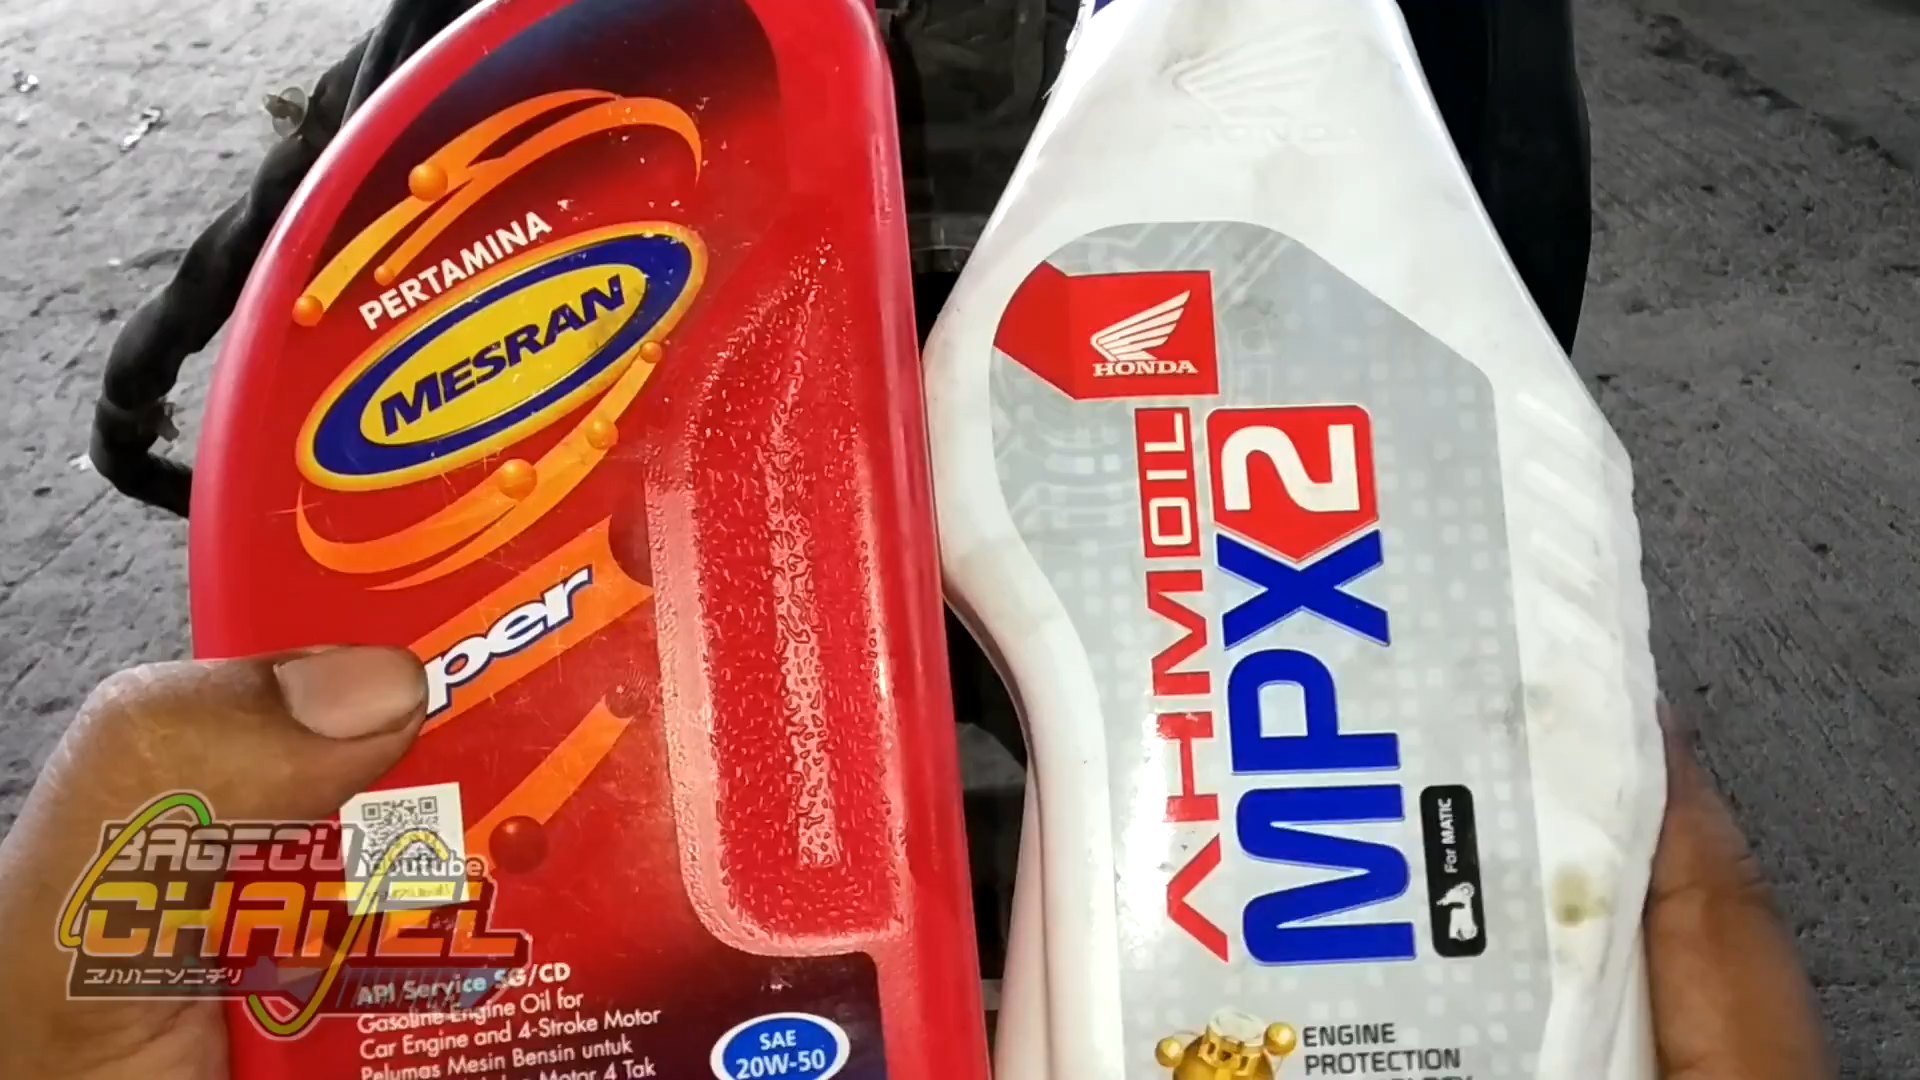 PERTAMINA
MESRAN
per
API Service SG/CD
Gasoline Engine Oil for
Car Engine and 4-Stroke Motor
Pelumas Mesin Bensin untuk
Motor 4 Tak
SAE
20W-50
HONDA
HONDA
AHM OIL
MPX2
For MATIC
ENGINE
PROTECTION
BAGECU
Youtube
CHANEL